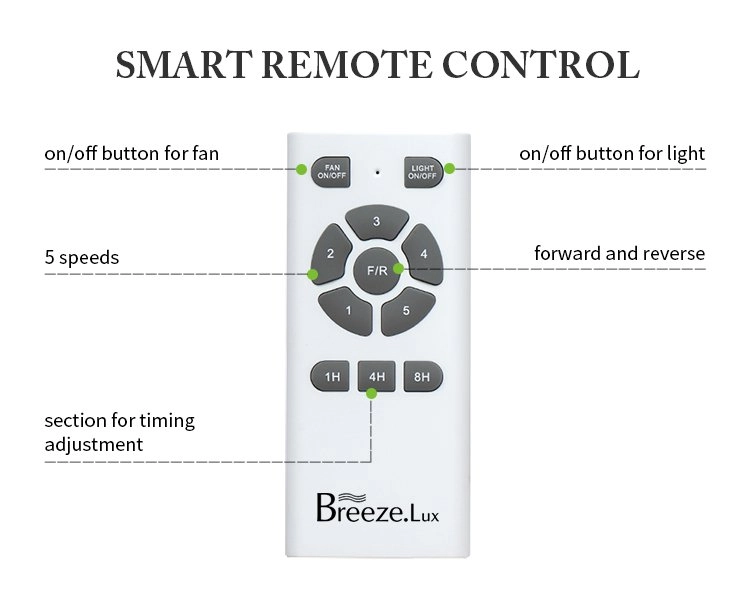 SMART REMOTE CONTROL
on/off button for fan
on/off button for light
FAN
ON/OFF
LIGHT
ON/OFF
3
2
4
5 speeds
forward and reverse
F/R
1
5
1H
4H
8H
section for timing
adjustment
Breeze.Lux